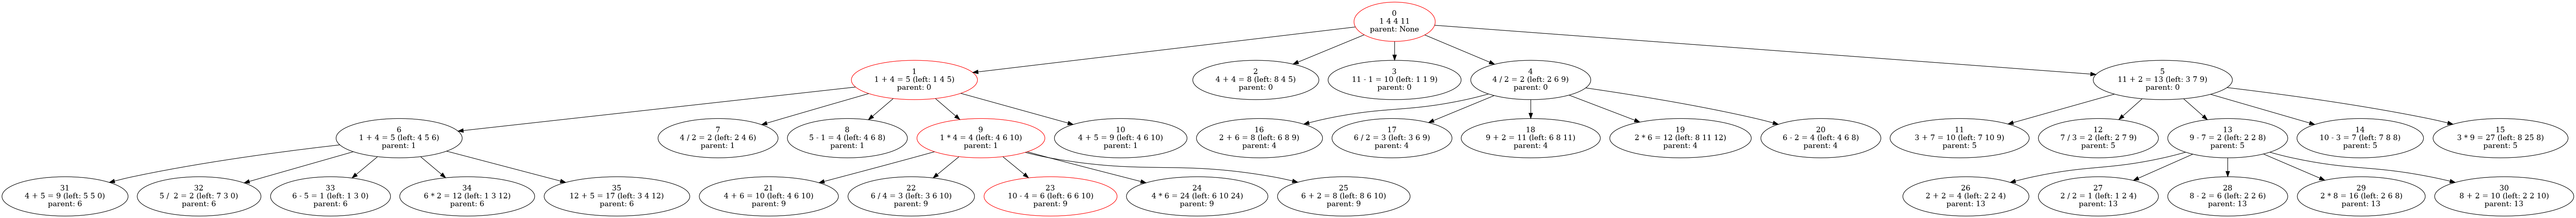 0
1 4 4 11
parent: None
1
1 + 4 = 5 (left: 1 4 5)
parent: 0
2
4 + 4 = 8 (left: 8 4 5)
parent: 0
3
11 - 1 = 10 (left: 1 1 9)
parent: 0
4
4 / 2 = 2 (left: 2 6 9)
parent: 0
5
11 + 2 = 13 (left: 3 7 9)
parent: 0
6
1 + 4 = 5 (left: 4 5 6)
parent: 1
7
4 / 2 = 2 (left: 2 4 6)
parent: 1
8
5 - 1 = 4 (left: 4 6 8)
parent: 1
9
1 * 4 = 4 (left: 4 6 10)
parent: 1
10
4 + 5 = 9 (left: 4 6 10)
parent: 1
16
2 + 6 = 8 (left: 6 8 9)
parent: 4
17
6 / 2 = 3 (left: 3 6 9)
parent: 4
18
9 + 2 = 11 (left: 6 8 11)
parent: 4
19
2 * 6 = 12 (left: 8 11 12)
parent: 4
20
6 - 2 = 4 (left: 4 6 8)
parent: 4
11
3 + 7 = 10 (left: 7 10 9)
parent: 5
12
7 / 3 = 2 (left: 2 7 9)
parent: 5
13
9 - 7 = 2 (left: 2 2 8)
parent: 5
14
10 - 3 = 7 (left: 7 8 8)
parent: 5
15
3 * 9 = 27 (left: 8 25 8)
parent: 5
31
4 + 5 = 9 (left: 5 5 0)
parent: 6
32
5 / 2 = 2 (left: 7 3 0)
parent: 6
33
6 - 5 = 1 (left: 1 3 0)
parent: 6
34
6 * 2 = 12 (left: 1 3 12)
parent: 6
35
12 + 5 = 17 (left: 3 4 12)
parent: 6
21
4 + 6 = 10 (left: 4 6 10)
parent: 9
22
6 / 4 = 3 (left: 3 6 10)
parent: 9
23
10 - 4 = 6 (left: 6 6 10)
parent: 9
24
4 * 6 = 24 (left: 6 10 24)
parent: 9
25
6 + 2 = 8 (left: 8 6 10)
parent: 9
26
2 + 2 = 4 (left: 2 2 4)
parent: 13
27
2 / 2 = 1 (left: 1 2 4)
parent: 13
28
8 - 2 = 6 (left: 2 2 6)
parent: 13
29
2 * 8 = 16 (left: 2 6 8)
parent: 13
30
8 + 2 = 10 (left: 2 2 10)
parent: 13